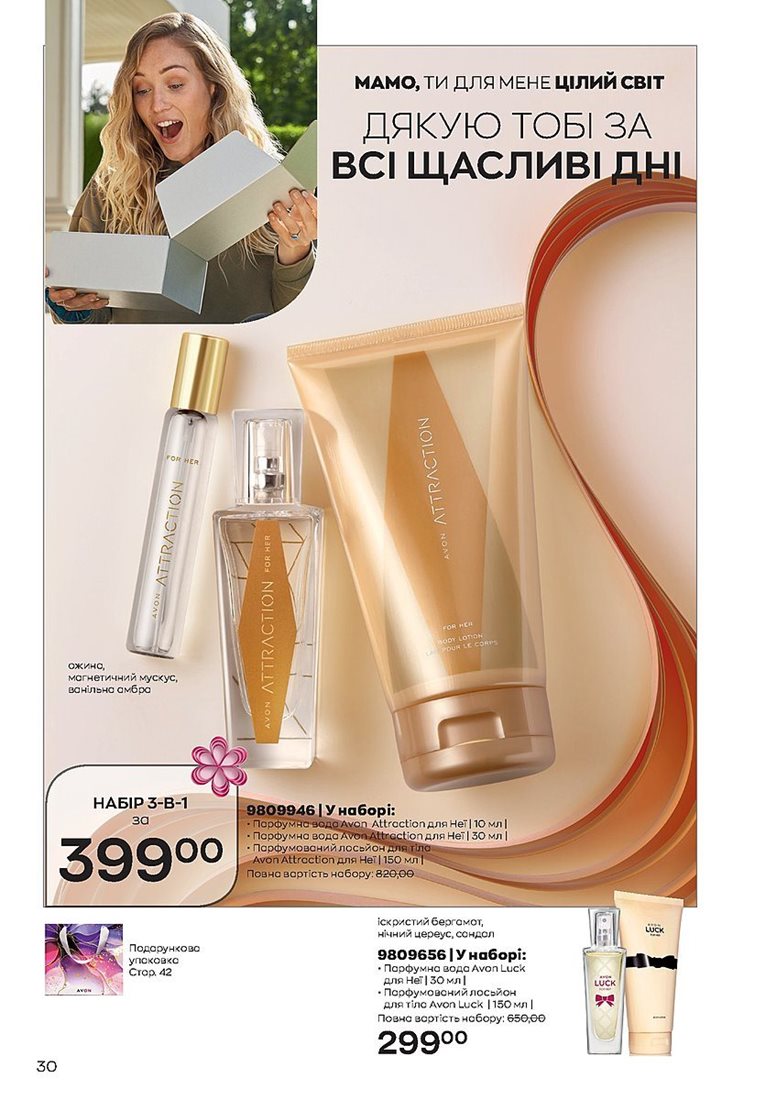 МАМО, ТИ ДЛЯ МЕНЕ ЦІЛИЙ СВІТ
ДЯКУЮ ТОБІ ЗА
ВСІ ЩАСЛИВІ ДНІ
FOR HER
AVON ATTRACTION
AVON ATTRACTION FOR HER
AVON ATTRACTION
FOR HER
BODY LOTION
LAIT POUR LE CORPS
ожина,
магнетичний мускус,
ванільна амбра
НАБІР 3-В-1
за
399⁰⁰
9809946 | У наборі:
• Парфумна вода Avon Attraction для Неї | 10 мл |
• Парфумна вода Avon Attraction для Неї | 30 мл |
• Парфумований лосьйон для тіла
Avon Attraction для Неї | 150 мл |
Повна вартість набору: 820,00
AVON
Подарункова
упаковка
Стор. 42
іскристий бергамот,
нічний цереус, сандал
9809656 | У наборі:
• Парфумна вода Avon Luck
для Неї | 30 мл |
• Парфумований лосьйон
для тіла Avon Luck | 150 мл |
Повна вартість набору: 650,00
299⁰⁰
AVON
LUCK
AVON
LUCK
30